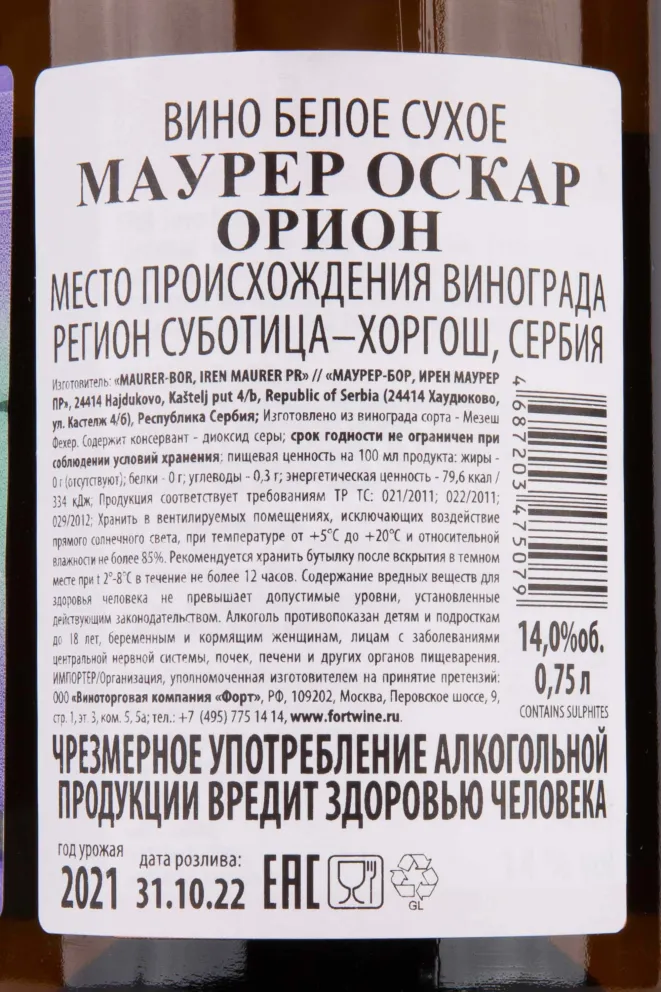 ВИНО БЕЛОЕ СУХОЕ
МАУРЕР ОСКАР
ОРИОН
МЕСТО ПРОИСХОЖДЕНИЯ ВИНОГРАДА
РЕГИОН СУБОТИЦА–ХОРГОШ, СЕРБИЯ
Изготовитель: «MAURER-BOR, IREN MAURER PR» // «МАУРЕР-БОР, ИРЕН МАУРЕР
ПР», 24414 Hajdukovo, Kaštelj put 4/b, Republic of Serbia (24414 Хаудюково,
ул. Кастелж 4/б), Республика Сербия; Изготовлено из винограда сорта - Мезеш
Фехер. Содержит консервант - диоксид серы; срок годности не ограничен при
соблюдении условий хранения; пищевая ценность на 100 мл продукта: жиры -
0 г (отсутствуют); белки - 0 г; углеводы - 0,3 г; энергетическая ценность - 79,6 ккал /
334 кДж; Продукция соответствует требованиям ТР ТС: 021/2011; 022/2011;
029/2012; Хранить в вентилируемых помещениях, исключающих воздействие
прямого солнечного света, при температуре от +5°С до +20°С и относительной
влажности не более 85%. Рекомендуется хранить бутылку после вскрытия в темном
месте при t 2°-8°С в течение не более 12 часов. Содержание вредных веществ для
здоровья человека не превышает допустимые уровни, установленные
действующим законодательством. Алкоголь противопоказан детям и подросткам
до 18 лет, беременным и кормящим женщинам, лицам с заболеваниями
центральной нервной системы, почек, печени и других органов пищеварения.
ИМПОРТЁР/Организация, уполномоченная изготовителем на принятие претензий:
ООО «Виноторговая компания «Форт», РФ, 109202, Москва, Перовское шоссе, 9,
стр. 1, эт. 3, ком. 5, 5а; тел.: +7 (495) 775 14 14, www.fortwine.ru.
4 687203 475079
14,0%об.
0,75 л
CONTAINS SULPHITES
ЧРЕЗМЕРНОЕ УПОТРЕБЛЕНИЕ АЛКОГОЛЬНОЙ
ПРОДУКЦИИ ВРЕДИТ ЗДОРОВЬЮ ЧЕЛОВЕКА
год урожая
2021
дата розлива:
31.10.22
ЕАС
GL